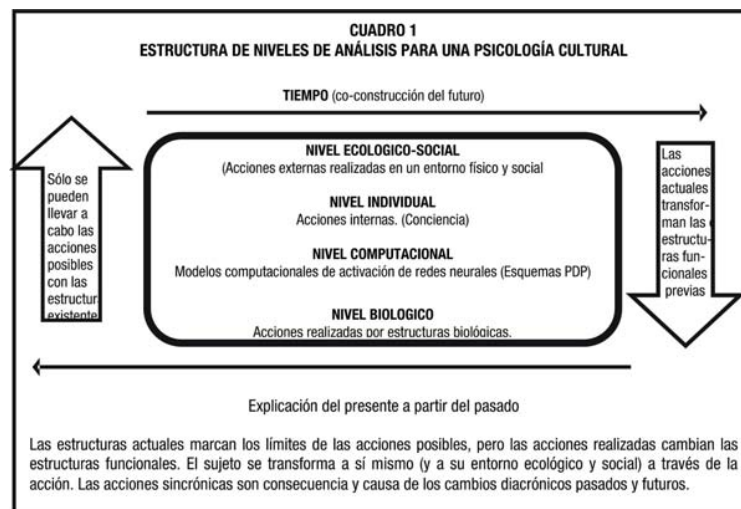 CUADRO 1
ESTRUCTURA DE NIVELES DE ANÁLISIS PARA UNA PSICOLOGÍA CULTURAL
TIEMPO (co-construcción del futuro)
Sólo se
pueden
llevar a
cabo las
acciones
posibles
con las
estructur
existente
NIVEL ECOLOGICO-SOCIAL
(Acciones externas realizadas en un entorno físico y social
NIVEL INDIVIDUAL
Acciones internas. (Conciencia)
NIVEL COMPUTACIONAL
Modelos computacionales de activación de redes neurales (Esquemas PDP)
NIVEL BIOLOGICO
Acciones realizadas por estructuras biológicas.
Las
acciones
actuales
transfor-
man las
estructu-
ras fun-
cionales
previas
Explicación del presente a partir del pasado
Las estructuras actuales marcan los límites de las acciones posibles, pero las acciones realizadas cambian las
estructuras funcionales. El sujeto se transforma a sí mismo (y a su entorno ecológico y social) a través de la
acción. Las acciones sincrónicas son consecuencia y causa de los cambios diacrónicos pasados y futuros.